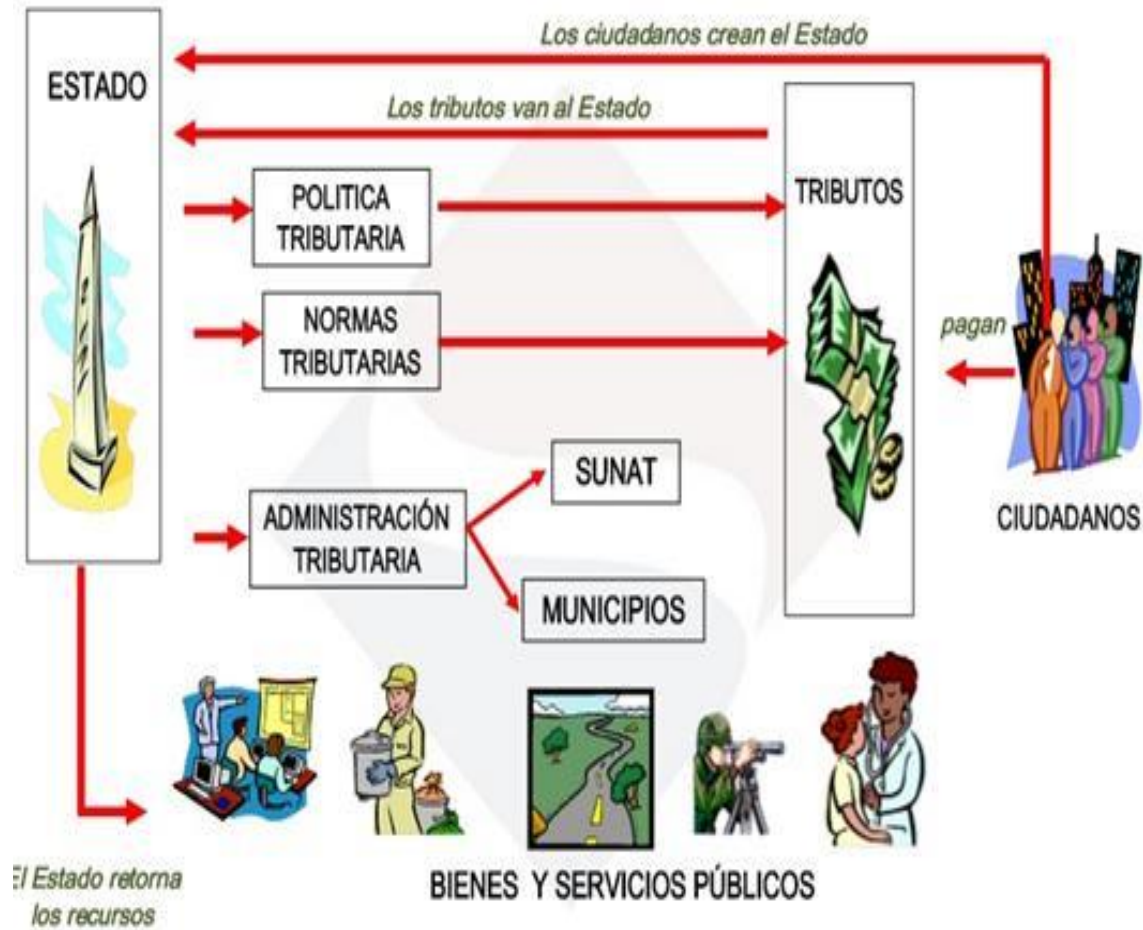 Los ciudadanos crean el Estado
ESTADO
Los tributos van al Estado
POLITICA
TRIBUTARIA
TRIBUTOS
NORMAS
TRIBUTARIAS
pagan
SUNAT
ADMINISTRACIÓN
TRIBUTARIA
CIUDADANOS
MUNICIPIOS
El Estado retorna
los recursos
BIENES Y SERVICIOS PÚBLICOS